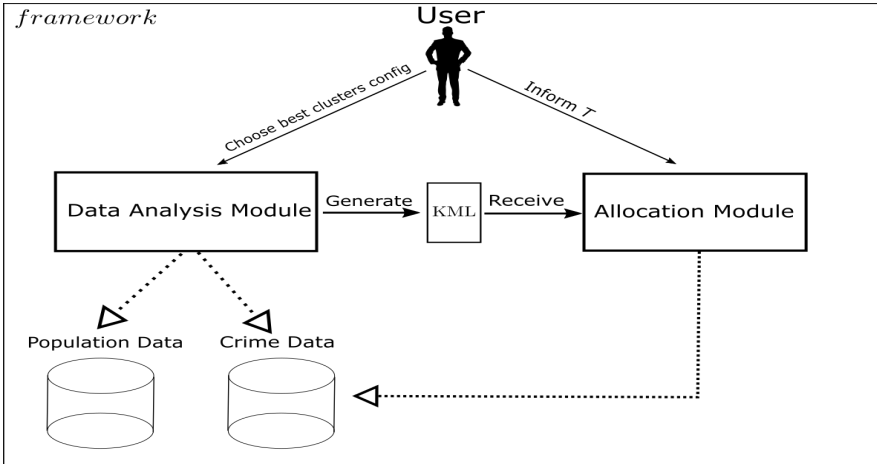 framework
User
Choose best clusters config
Inform T
Data Analysis Module
Generate
KML
Receive
Allocation Module
Population Data
Crime Data